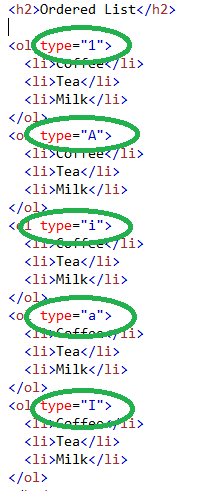 <h2>Ordered List</h2>
<ol type="1">
<li>Coffee</li>
<li>Tea</li>
<li>Milk</li>
</ol>
<ol type="A">
<li>Coffee</li>
<li>Tea</li>
<li>Milk</li>
</ol>
<ol type="i">
<li>Coffee</li>
<li>Tea</li>
<li>Milk</li>
</ol>
<ol type="a">
<li>Coffee</li>
<li>Tea</li>
<li>Milk</li>
</ol>
<ol type="I">
<li>Coffee</li>
<li>Tea</li>
<li>Milk</li>
</ol>